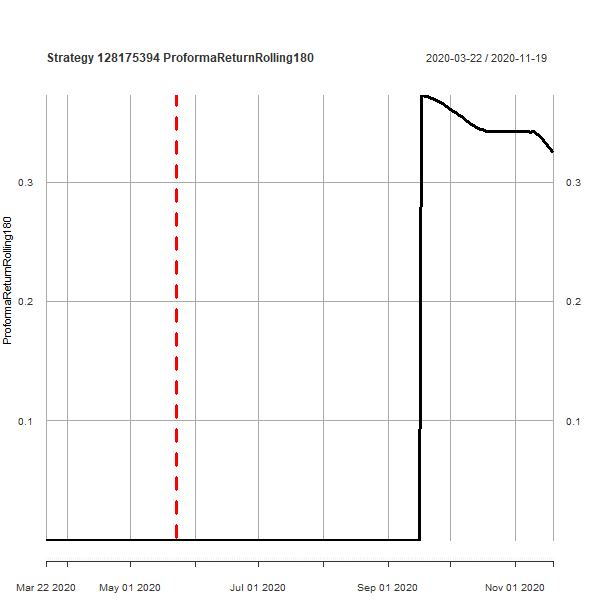 Strategy 128175394 ProformaReturnRolling180
2020-03-22 / 2020-11-19
ProformaReturnRolling180
0.3
0.3
0.2
0.2
0.1
0.1
Mar 22 2020
May 01 2020
Jul 01 2020
Sep 01 2020
Nov 01 2020